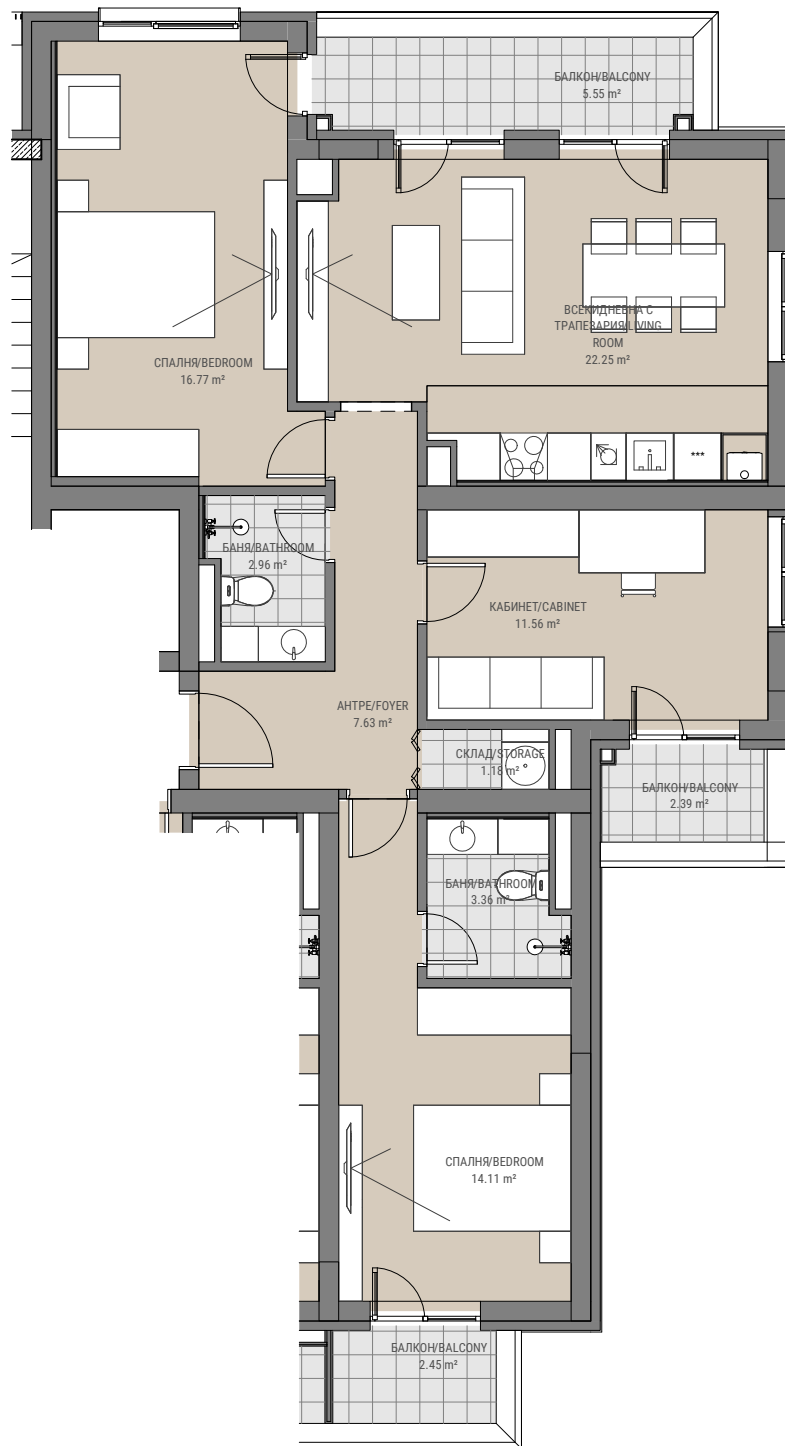 БАЛКОН/BALCONY
5.55 m²
ВСЕКИДНЕВНА С
ТРАПЕЗАРИЯ/LIVING
ROOM
22.25 m²
СПАЛНЯ/BEDROOM
16.77 m²
***
БАНЯ/BATHROOM
2.96 m²
КАБИНЕТ/CABINET
11.56 m²
АНТРЕ/FOYER
7.63 m²
СКЛАД/STORAGE
1.18 m²
БАЛКОН/BALCONY
2.39 m²
БАНЯ/BATHROOM
3.36 m²
СПАЛНЯ/BEDROOM
14.11 m²
БАЛКОН/BALCONY
2.45 m²